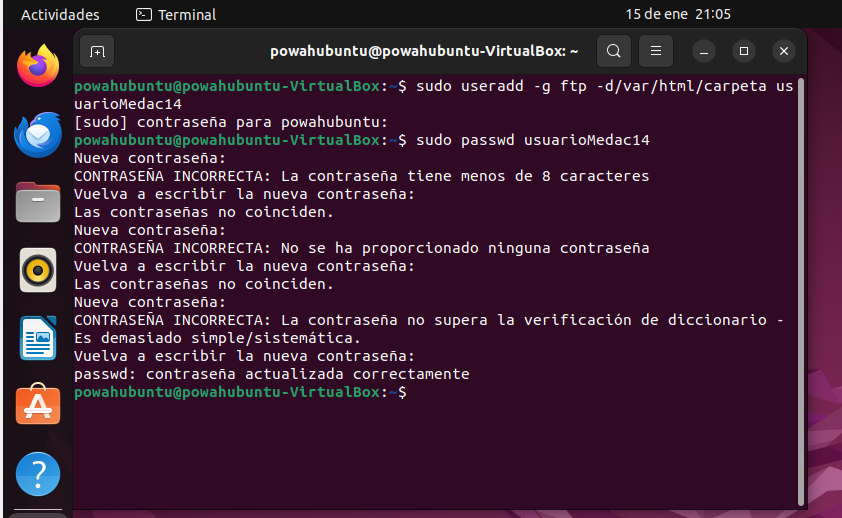 Actividades
Terminal
15 de ene 21:05
powahubuntu@powahubuntu-VirtualBox: ~
powahubuntu@powahubuntu-VirtualBox:~$ sudo useradd -g ftp -d/var/html/carpeta us
uarioMedac14
[sudo] contraseña para powahubuntu:
powahubuntu@powahubuntu-VirtualBox:~$ sudo passwd usuarioMedac14
Nueva contraseña:
CONTRASEÑA INCORRECTA: La contraseña tiene menos de 8 caracteres
Vuelva a escribir la nueva contraseña:
Las contraseñas no coinciden.
Nueva contraseña:
CONTRASEÑA INCORRECTA: No se ha proporcionado ninguna contraseña
Vuelva a escribir la nueva contraseña:
Las contraseñas no coinciden.
Nueva contraseña:
CONTRASEÑA INCORRECTA: La contraseña no supera la verificación de diccionario -
Es demasiado simple/sistemática.
Vuelva a escribir la nueva contraseña:
passwd: contraseña actualizada correctamente
powahubuntu@powahubuntu-VirtualBox:~$